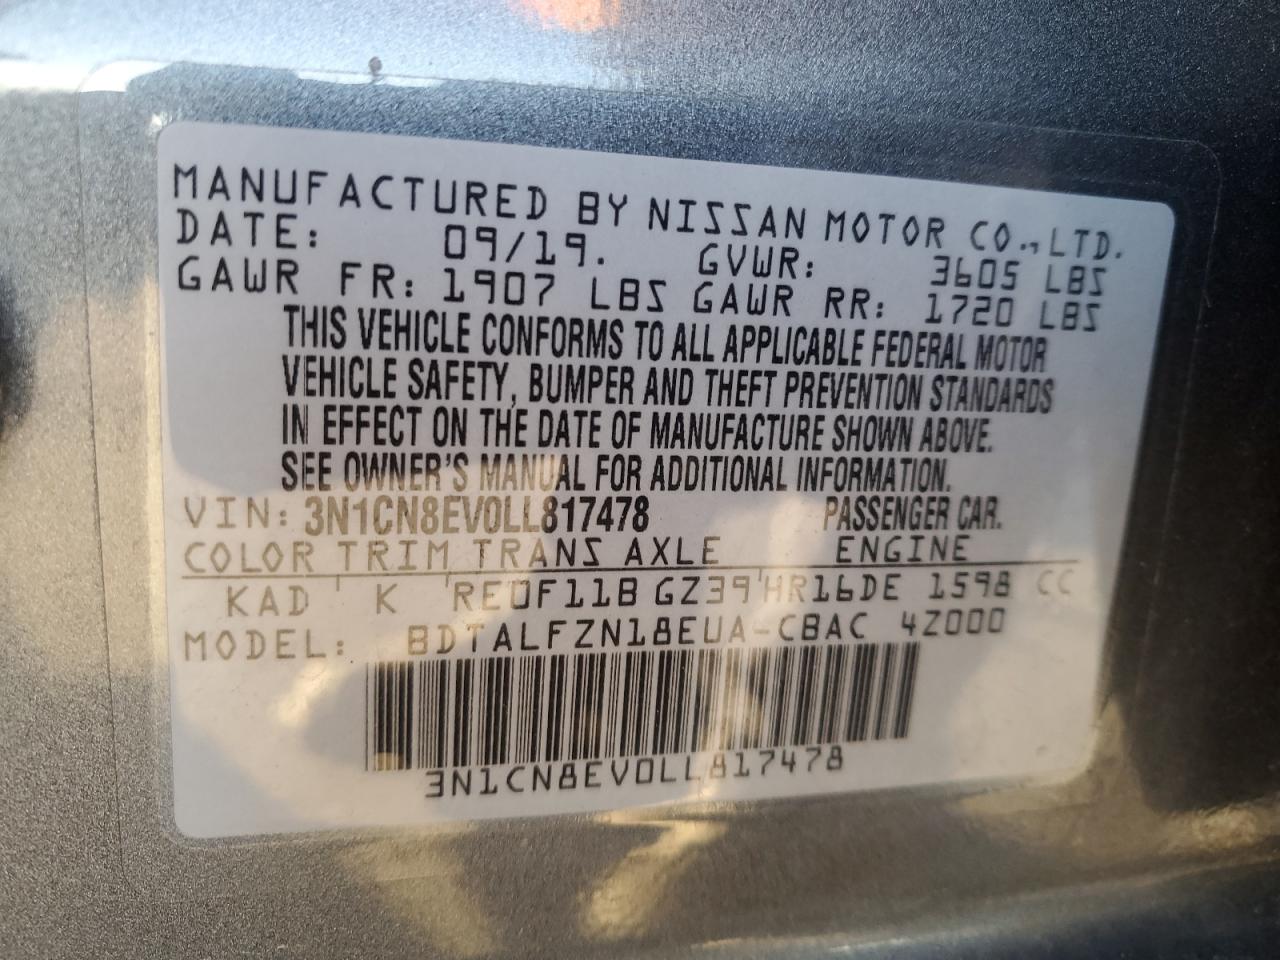 MANUFACTURED BY NISSAN MOTOR CO., LTD.
DATE: 09/19. GVWR: 3605 LBS
GAWR FR: 1907 LBS GAWR RR: 1720 LBS
THIS VEHICLE CONFORMS TO ALL APPLICABLE FEDERAL MOTOR
VEHICLE SAFETY, BUMPER AND THEFT PREVENTION STANDARDS
IN EFFECT ON THE DATE OF MANUFACTURE SHOWN ABOVE.
SEE OWNER'S MANUAL FOR ADDITIONAL INFORMATION.
VIN: 3N1CN8EV0LL817478 PASSENGER CAR.
COLOR TRIM TRANS AXLE ENGINE
KAD K RE0F11B GZ39 HR16DE 1598 CC
MODEL: BDTALFZN18EUA-CBAC 4Z000
3N1CN8EV0LL817478